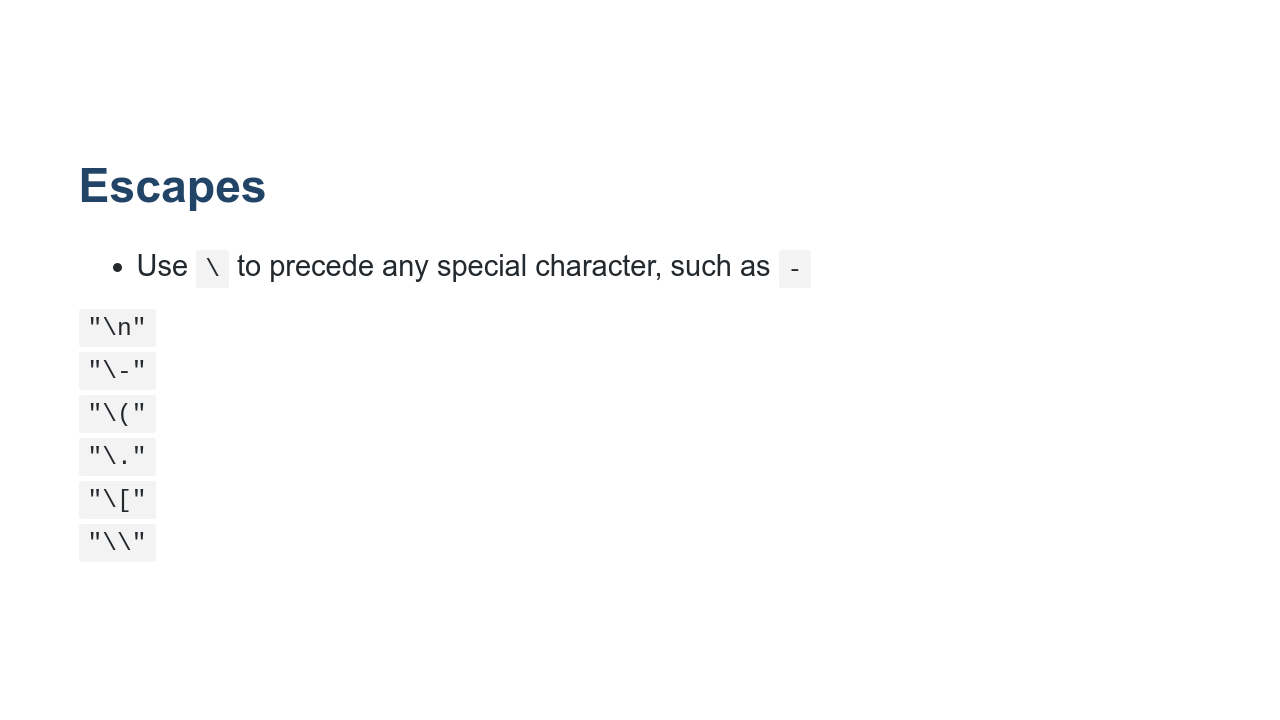 Escapes
• Use \ to precede any special character, such as -
"\n"
"\-"
"\("
"\."
"\["
"\\"